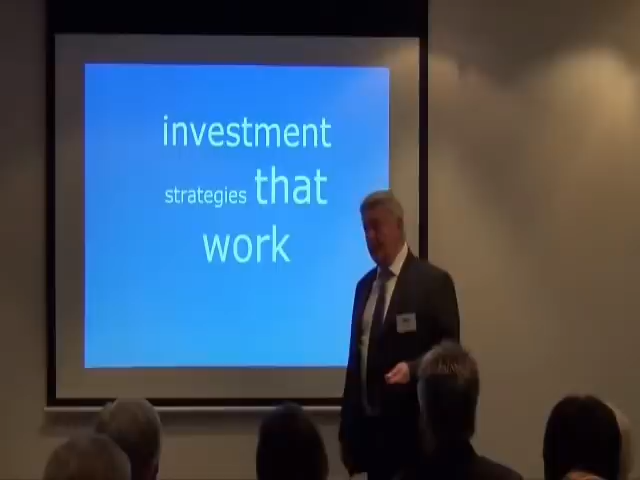 investment
strategies that
work